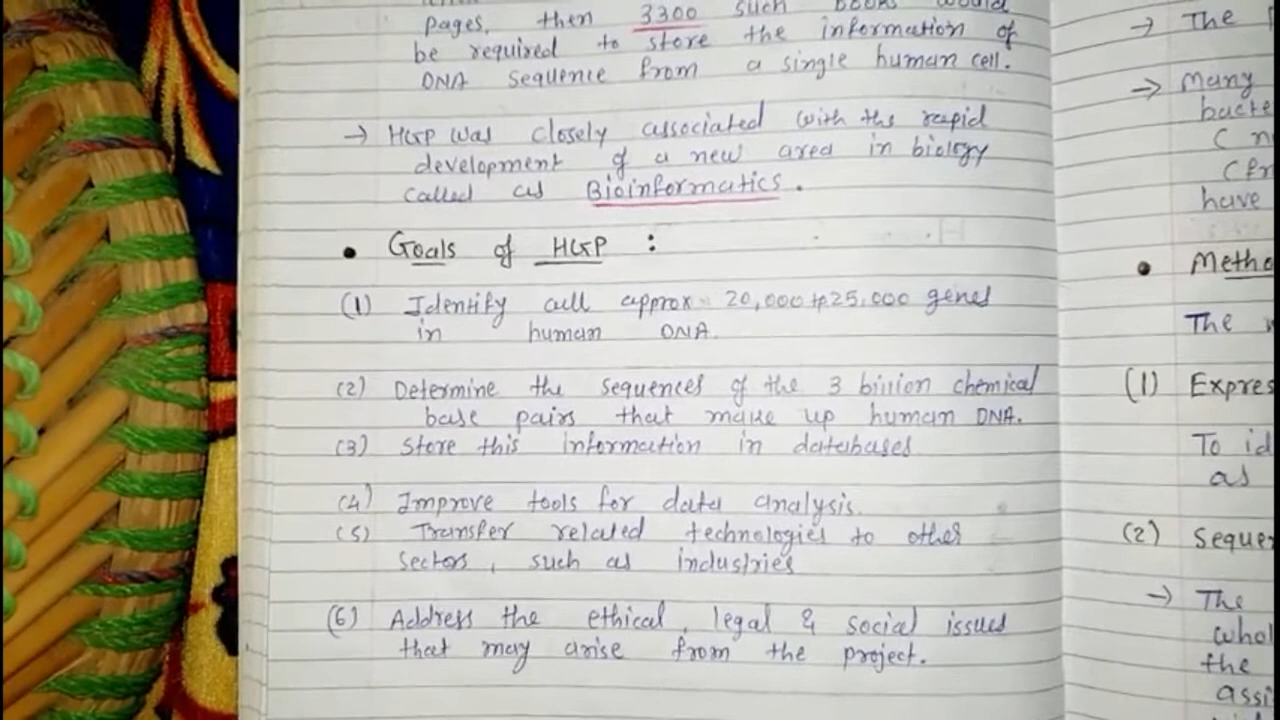 pages, then 3300 such books would
be required to store the information of
DNA sequence from a single human cell.
→ HGP was closely associated with the rapid
development of a new area in biology
called as Bioinformatics.
• Goals of HGP :
(1) Identify all approx. 20,000 to 25,000 genes
in human DNA.
(2) Determine the sequences of the 3 billion chemical
base pairs that make up human DNA.
(3) Store this information in databases
(4) Improve tools for data analysis.
(5) Transfer related technologies to other
sectors, such as industries
(6) Address the ethical, legal & social issues
that may arise from the project.
→ The
→ Many
bacte
(n
(fr
have
• Metho
The
(1) Expres
To id
as
(2) Seque
→ The
whol
the
assi